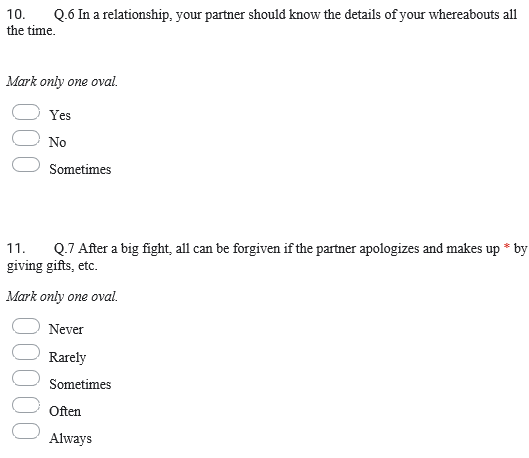 10. Q.6 In a relationship, your partner should know the details of your whereabouts all
the time.
Mark only one oval.
Yes
No
Sometimes
11. Q.7 After a big fight, all can be forgiven if the partner apologizes and makes up * by
giving gifts, etc.
Mark only one oval.
Never
Rarely
Sometimes
Often
Always